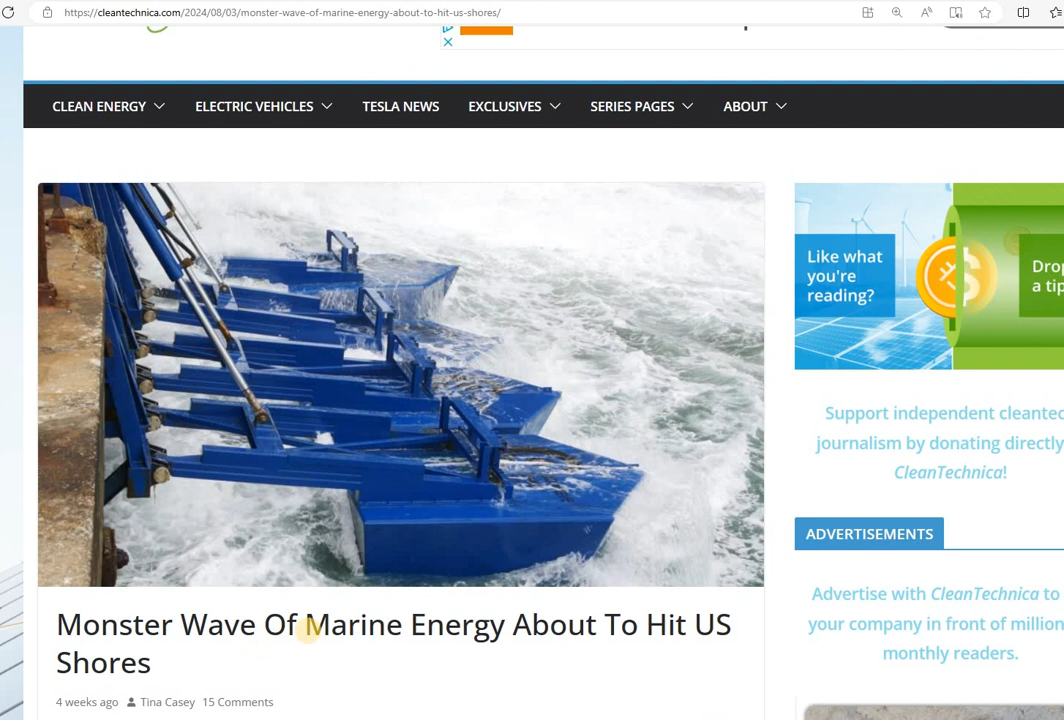 https://cleantechnica.com/2024/08/03/monster-wave-of-marine-energy-about-to-hit-us-shores/
CLEAN ENERGY ELECTRIC VEHICLES TESLA NEWS EXCLUSIVES SERIES PAGES ABOUT
Like what
you're
reading?
Drop
a tip
Support independent cleantec
journalism by donating directly
CleanTechnica!
ADVERTISEMENTS
Advertise with CleanTechnica to
your company in front of million
monthly readers.
Monster Wave Of Marine Energy About To Hit US
Shores
4 weeks ago Tina Casey 15 Comments